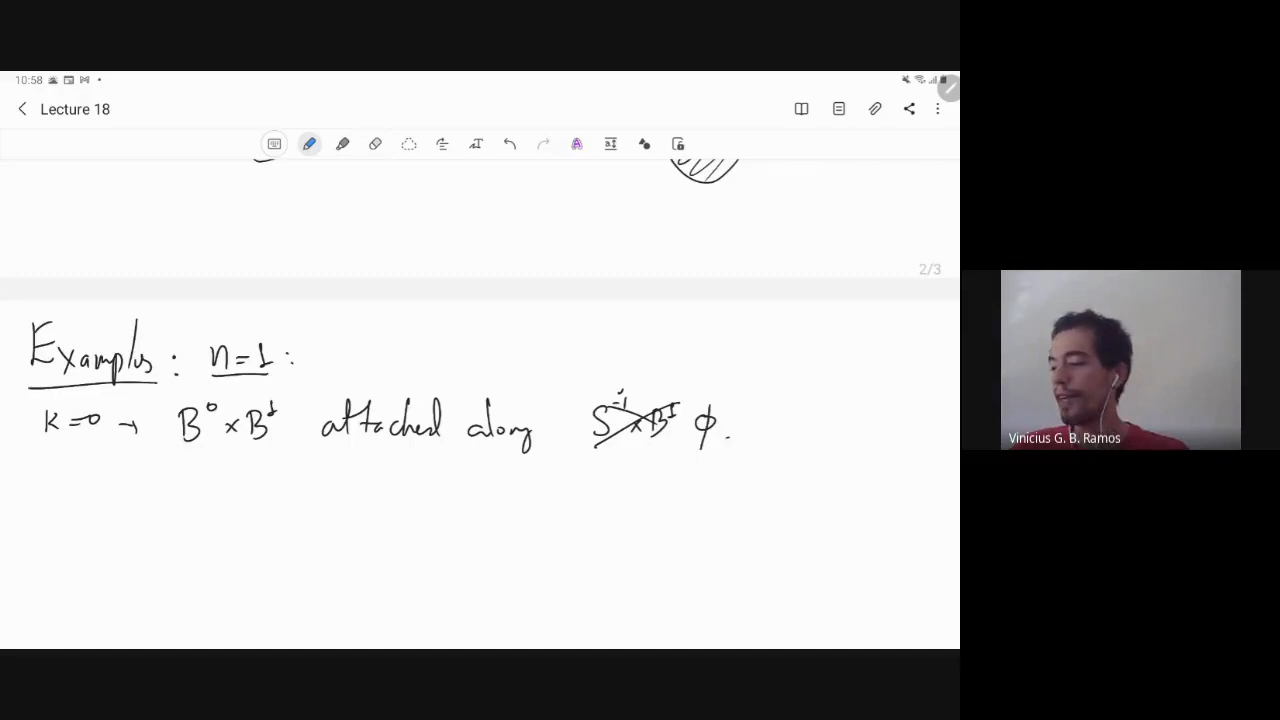 10:58
Lecture 18
2/3
Examples: n=1:
K=0 → B⁰ × B¹ attached along S⁻¹×B¹ ϕ.
Vinicius G. B. Ramos